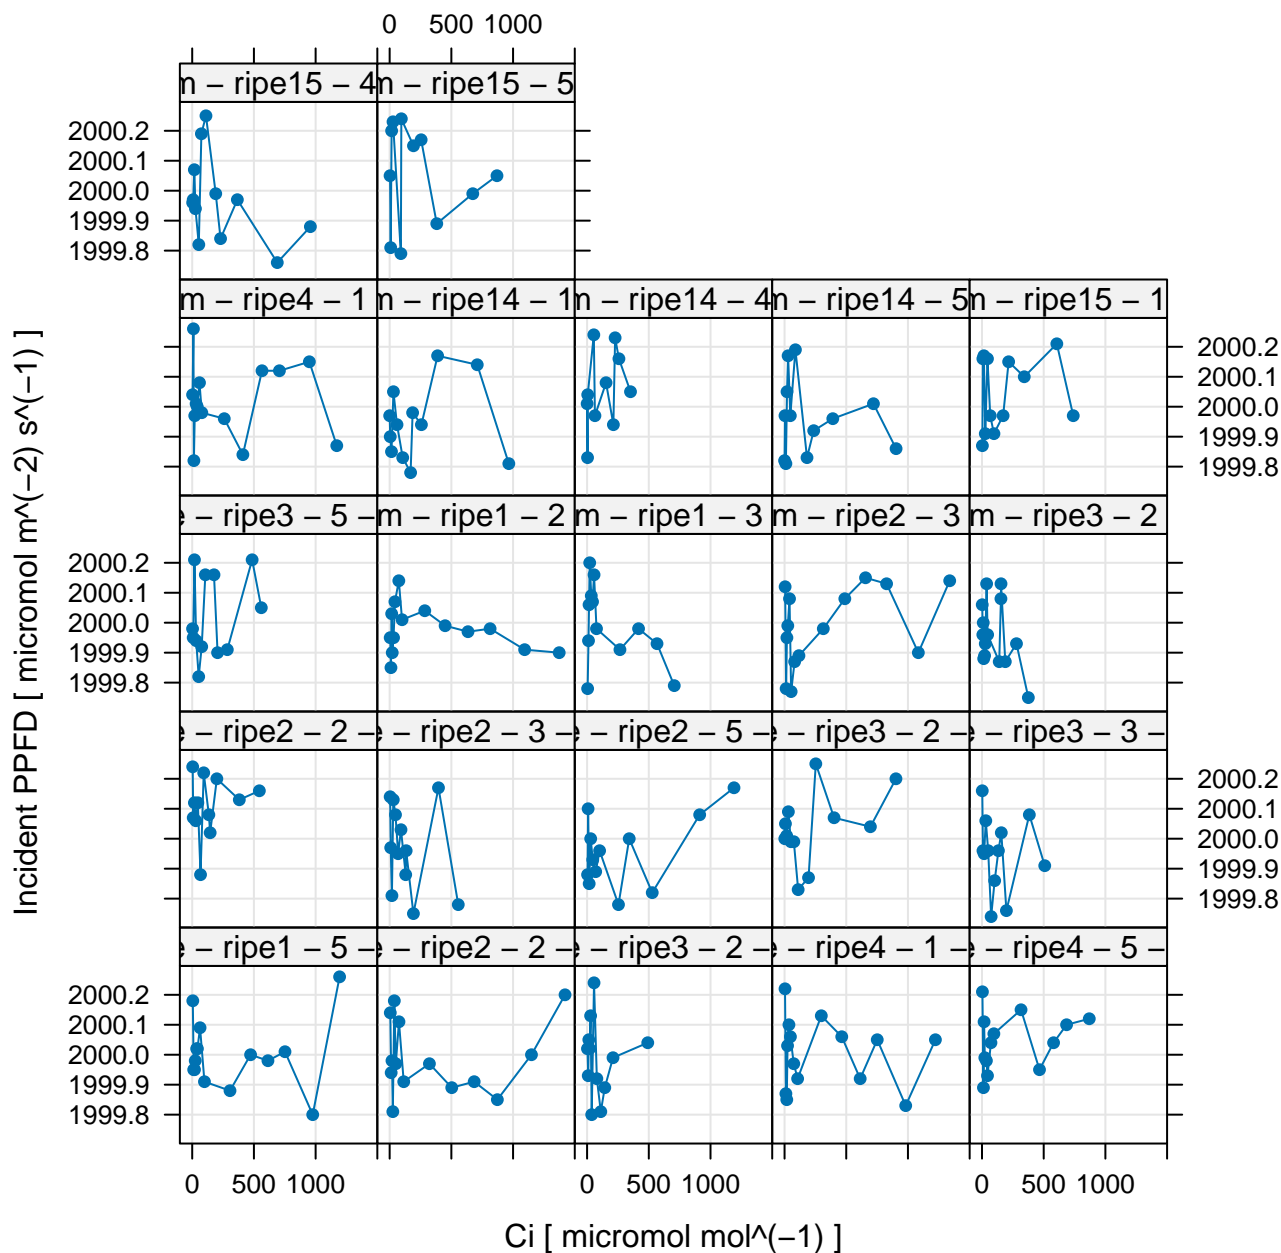 0 500 1000
m − ripe15 − 4 m − ripe15 − 5
2000.2
2000.1
2000.0
1999.9
1999.8
m − ripe4 − 1 m − ripe14 − 1 m − ripe14 − 4 m − ripe14 − 5 m − ripe15 − 1
2000.2
2000.1
2000.0
1999.9
1999.8
e − ripe3 − 5 − m − ripe1 − 2 m − ripe1 − 3 m − ripe2 − 3 m − ripe3 − 2
2000.2
2000.1
2000.0
1999.9
1999.8
e − ripe2 − 2 − e − ripe2 − 3 − e − ripe2 − 5 − e − ripe3 − 2 − e − ripe3 − 3 −
2000.2
2000.1
2000.0
1999.9
1999.8
e − ripe1 − 5 − e − ripe2 − 2 − e − ripe3 − 2 − e − ripe4 − 1 − e − ripe4 − 5 −
2000.2
2000.1
2000.0
1999.9
1999.8
0 500 1000 0 500 1000 0 500 1000
Ci [ micromol mol^(−1) ]
Incident PPFD [ micromol m^(−2) s^(−1) ]